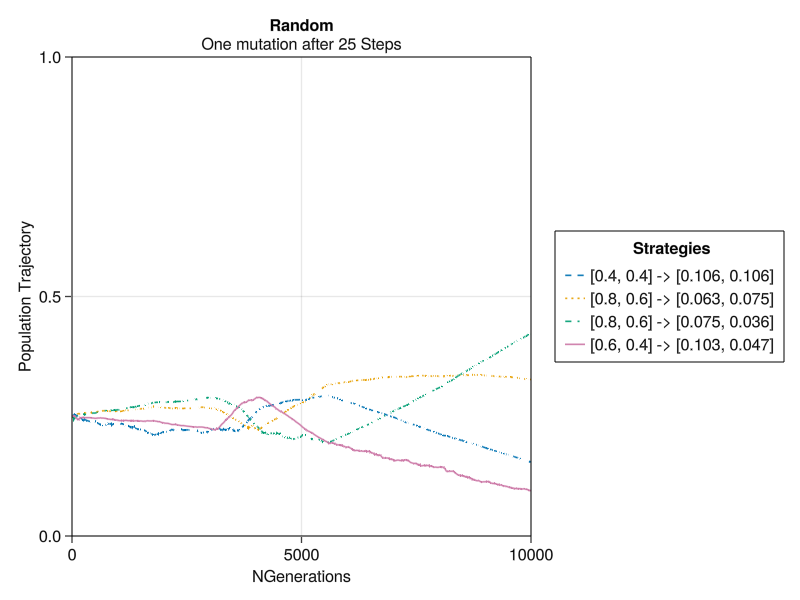 Random
One mutation after 25 Steps
1.0
0.5
0.0
0
5000
10000
Population Trajectory
NGenerations
Strategies
[0.4, 0.4] -> [0.106, 0.106]
[0.8, 0.6] -> [0.063, 0.075]
[0.8, 0.6] -> [0.075, 0.036]
[0.6, 0.4] -> [0.103, 0.047]